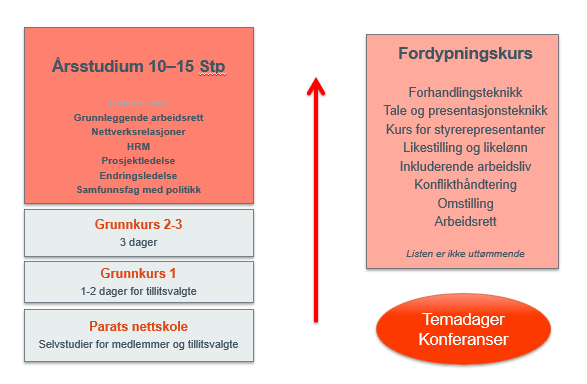 Årsstudium 10–15 Stp
Grunnleggende arbeidsrett
Nettverksrelasjoner
HRM
Prosjektledelse
Endringsledelse
Samfunnsfag med politikk
Grunnkurs 2-3
3 dager
Grunnkurs 1
1-2 dager for tillitsvalgte
Parats nettskole
Selvstudier for medlemmer og tillitsvalgte
Fordypningskurs
Forhandlingsteknikk
Tale og presentasjonsteknikk
Kurs for styrerepresentanter
Likestilling og likelønn
Inkluderende arbeidsliv
Konflikthåndtering
Omstilling
Arbeidsrett
Listen er ikke uttømmende
Temadager
Konferanser